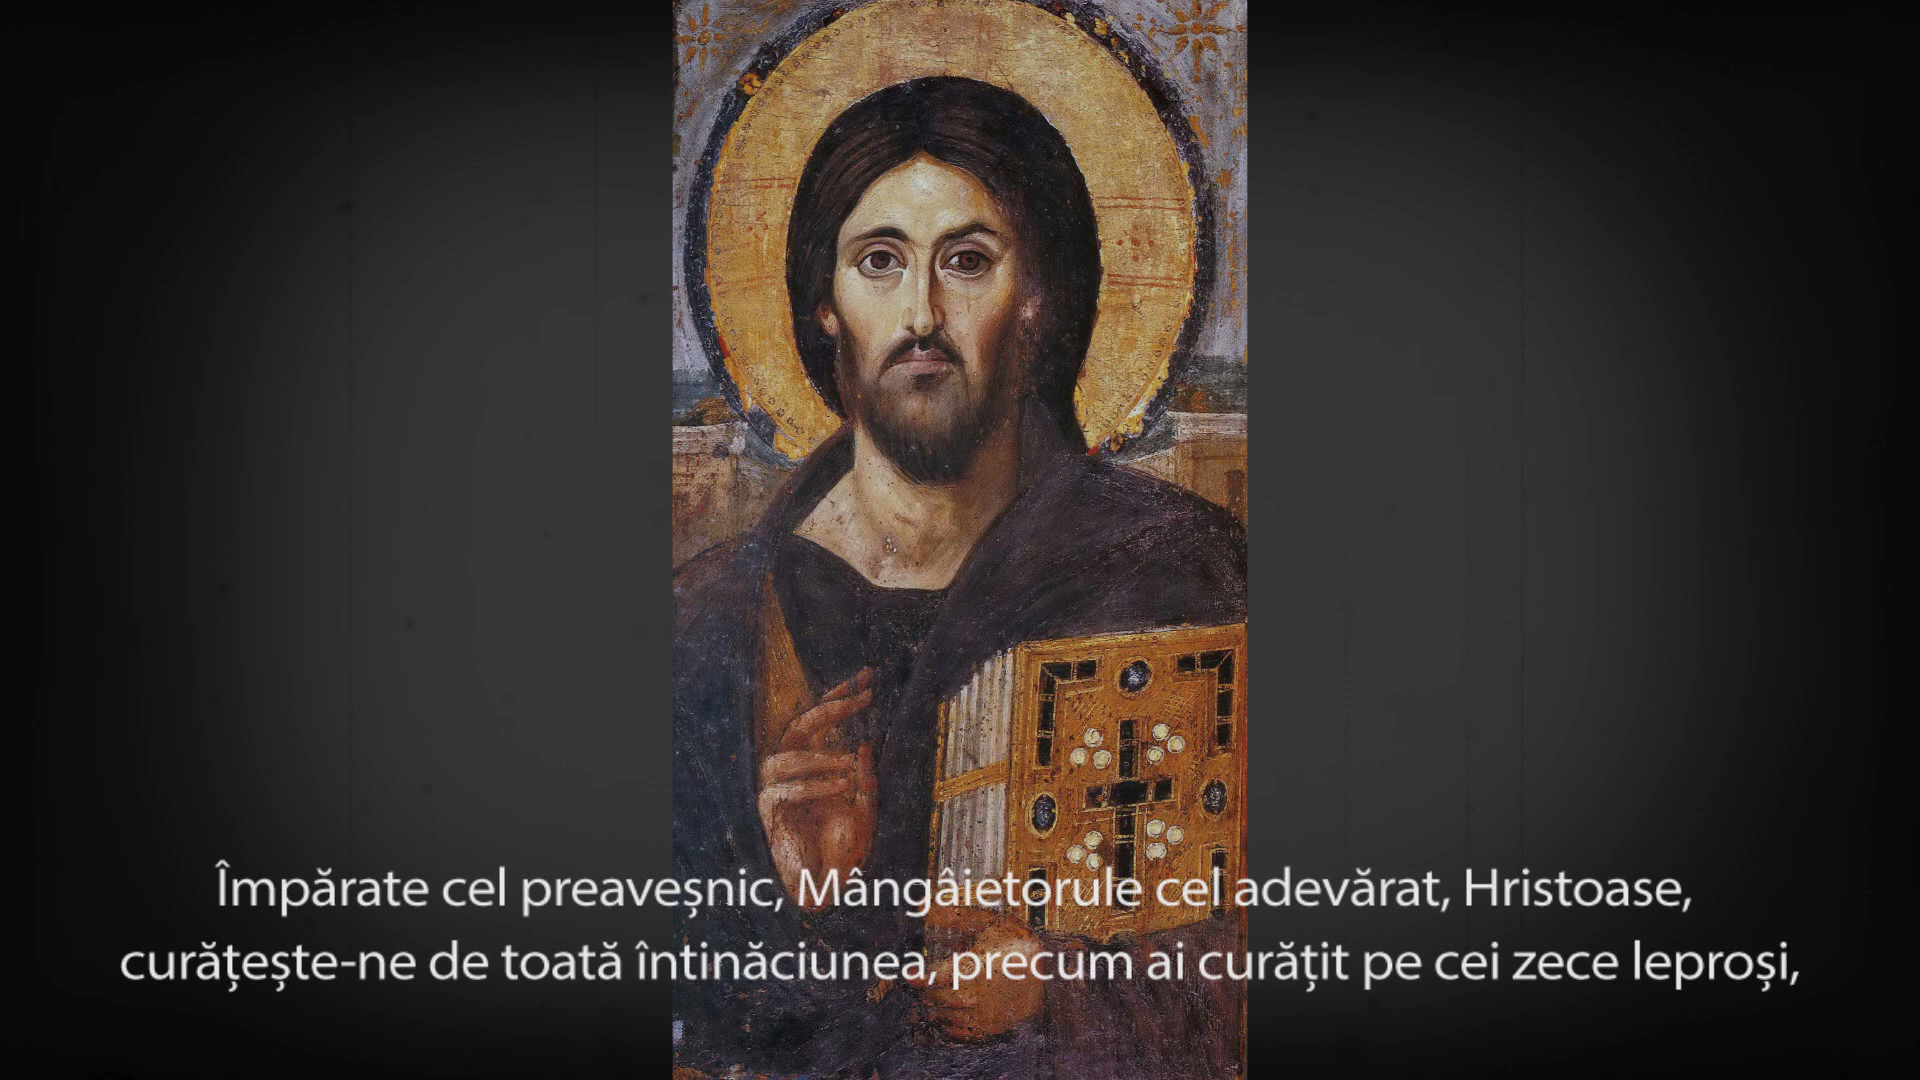 Împărate cel preaveșnic, Mângâietorule cel adevărat, Hristoase,
curățește-ne de toată întinăciunea, precum ai curățit pe cei zece leproși,